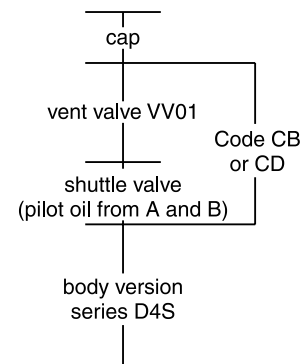 cap
vent valve VV01
Code CB
or CD
shuttle valve
(pilot oil from A and B)
body version
series D4S